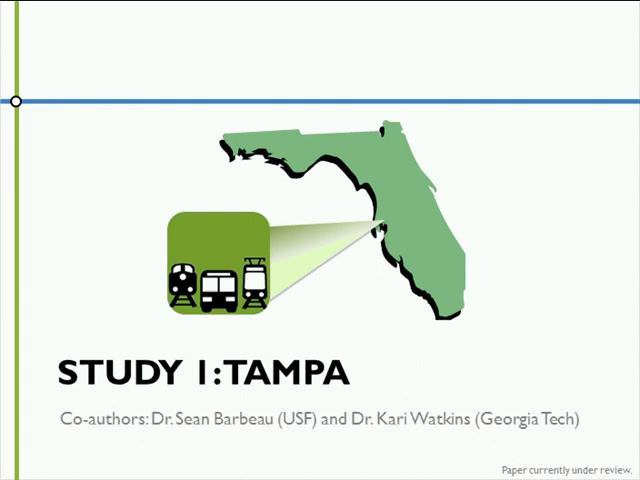 STUDY 1: TAMPA
Co-authors: Dr. Sean Barbeau (USF) and Dr. Kari Watkins (Georgia Tech)
Paper currently under review.